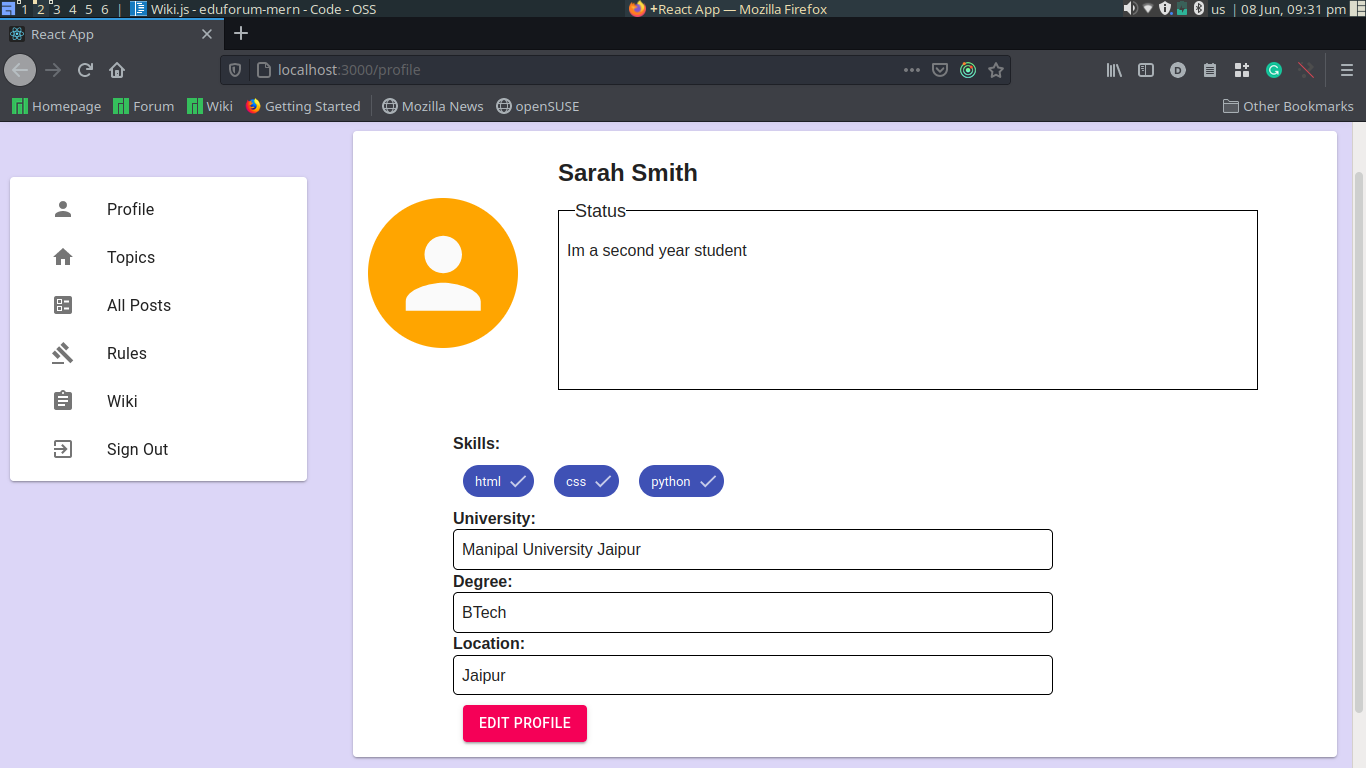 1 2 3 4 5 6 | Wiki.js - eduforum-mern - Code - OSS +React App — Mozilla Firefox us | 08 Jun, 09:31 pm
React App
localhost:3000/profile
Homepage Forum Wiki Getting Started Mozilla News openSUSE Other Bookmarks
Profile
Topics
All Posts
Rules
Wiki
Sign Out
Sarah Smith
Status
Im a second year student
Skills:
html css python
University:
Manipal University Jaipur
Degree:
BTech
Location:
Jaipur
EDIT PROFILE